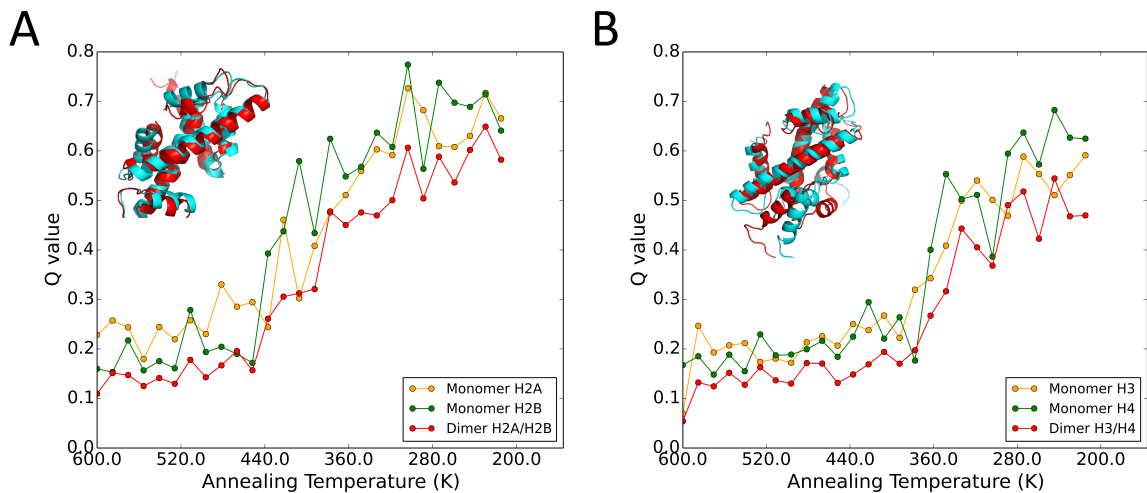 A
0.8
0.7
0.6
0.5
0.4
0.3
0.2
0.1
0.0
Q value
600.0 520.0 440.0 360.0 280.0 200.0
Annealing Temperature (K)
Monomer H2A
Monomer H2B
Dimer H2A/H2B
B
0.8
0.7
0.6
0.5
0.4
0.3
0.2
0.1
0.0
Q value
600.0 520.0 440.0 360.0 280.0 200.0
Annealing Temperature (K)
Monomer H3
Monomer H4
Dimer H3/H4